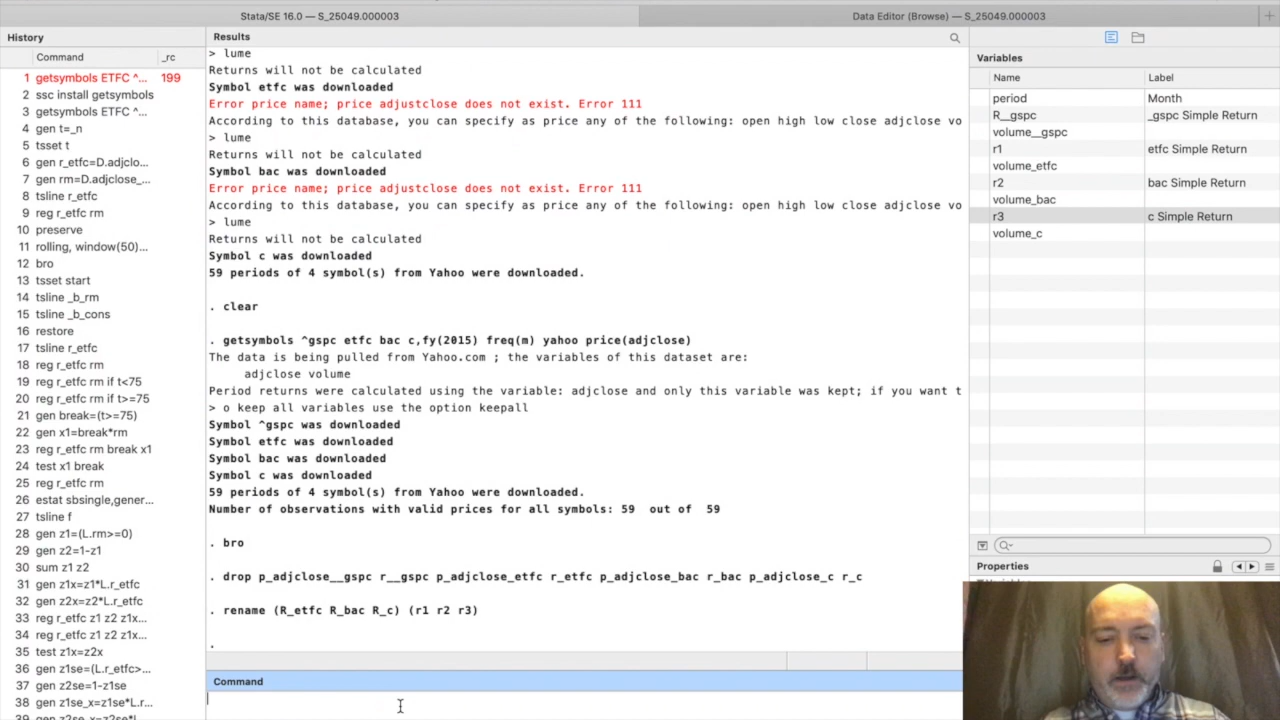 Stata/SE 16.0 — S_25049.000003
Data Editor (Browse) — S_25049.000003
History
Command _rc
1 getsymbols ETFC ^... 199
2 ssc install getsymbols
3 getsymbols ETFC ^...
4 gen t=_n
5 tsset t
6 gen r_etfc=D.adjclo...
7 gen rm=D.adjclose_...
8 tsline r_etfc
9 reg r_etfc rm
10 preserve
11 rolling, window(50)...
12 bro
13 tsset start
14 tsline _b_rm
15 tsline _b_cons
16 restore
17 tsline r_etfc
18 reg r_etfc rm
19 reg r_etfc rm if t<75
20 reg r_etfc rm if t>=75
21 gen break=(t>=75)
22 gen x1=break*rm
23 reg r_etfc rm break x1
24 test x1 break
25 reg r_etfc rm
26 estat sbsingle,gener...
27 tsline f
28 gen z1=(L.rm>=0)
29 gen z2=1-z1
30 sum z1 z2
31 gen z1x=z1*L.r_etfc
32 gen z2x=z2*L.r_etfc
33 reg r_etfc z1 z2 z1x...
34 reg r_etfc z1 z2 z1x...
35 test z1x=z2x
36 gen z1se=(L.r_etfc>...
37 gen z2se=1-z1se
38 gen z1se_x=z1se*L.r...
39 gen z2se_x=z2se*L...
Results
> lume
Returns will not be calculated
Symbol etfc was downloaded
Error price name; price adjustclose does not exist. Error 111
According to this database, you can specify as price any of the following: open high low close adjclose vo
> lume
Returns will not be calculated
Symbol bac was downloaded
Error price name; price adjustclose does not exist. Error 111
According to this database, you can specify as price any of the following: open high low close adjclose vo
> lume
Returns will not be calculated
Symbol c was downloaded
59 periods of 4 symbol(s) from Yahoo were downloaded.
. clear
. getsymbols ^gspc etfc bac c,fy(2015) freq(m) yahoo price(adjclose)
The data is being pulled from Yahoo.com ; the variables of this dataset are:
adjclose volume
Period returns were calculated using the variable: adjclose and only this variable was kept; if you want t
> o keep all variables use the option keepall
Symbol ^gspc was downloaded
Symbol etfc was downloaded
Symbol bac was downloaded
Symbol c was downloaded
59 periods of 4 symbol(s) from Yahoo were downloaded.
Number of observations with valid prices for all symbols: 59 out of 59
. bro
. drop p_adjclose__gspc r__gspc p_adjclose_etfc r_etfc p_adjclose_bac r_bac p_adjclose_c r_c
. rename (R_etfc R_bac R_c) (r1 r2 r3)
.
Command
Variables
Name Label
period Month
R__gspc _gspc Simple Return
volume__gspc
r1 etfc Simple Return
volume_etfc
r2 bac Simple Return
volume_bac
r3 c Simple Return
volume_c
Properties